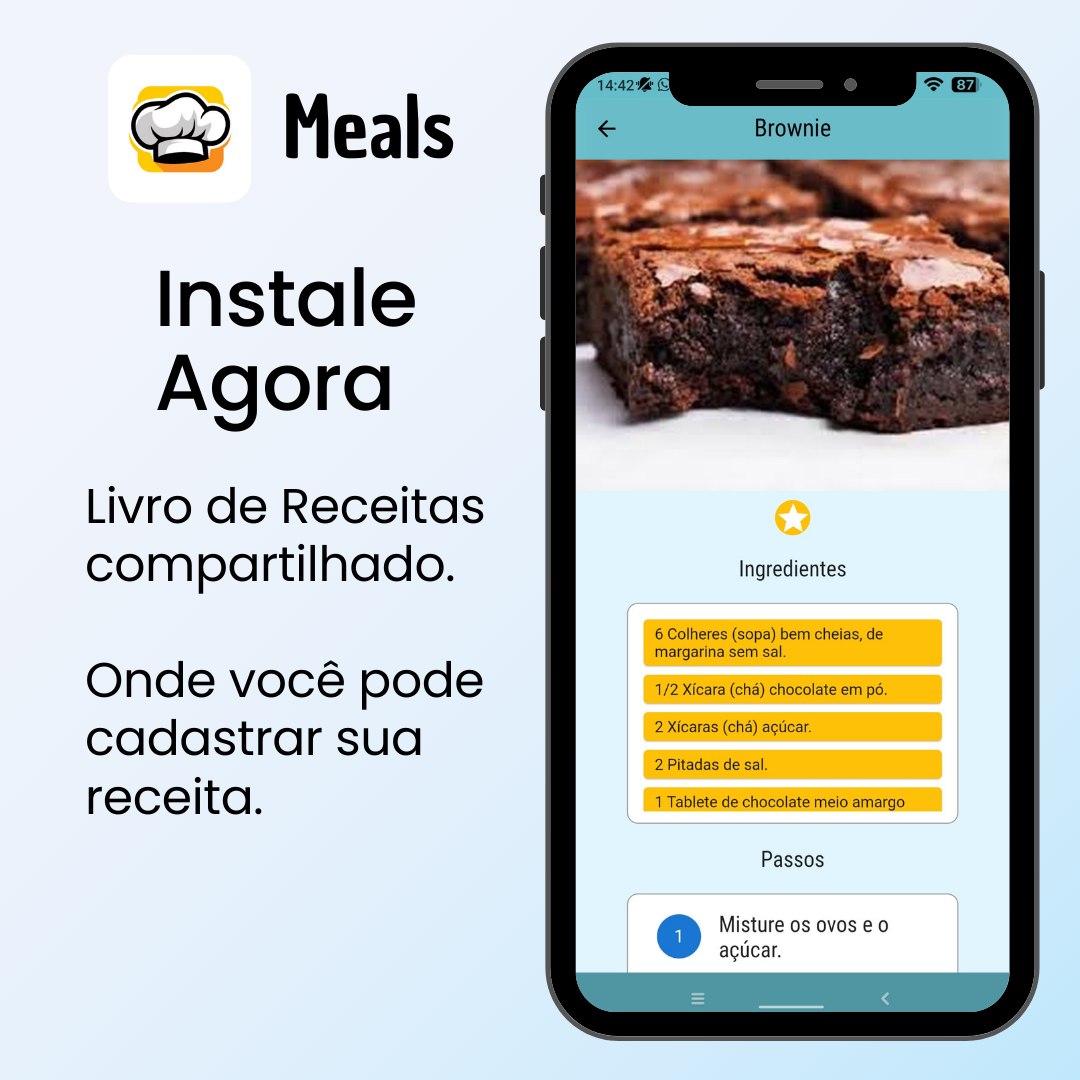 Meals
Instale
Agora
Livro de Receitas
compartilhado.
Onde você pode
cadastrar sua
receita.
14:42
87
Brownie
Ingredientes
6 Colheres (sopa) bem cheias, de
margarina sem sal.
1/2 Xícara (chá) chocolate em pó.
2 Xícaras (chá) açúcar.
2 Pitadas de sal.
1 Tablete de chocolate meio amargo
Passos
1
Misture os ovos e o
açúcar.